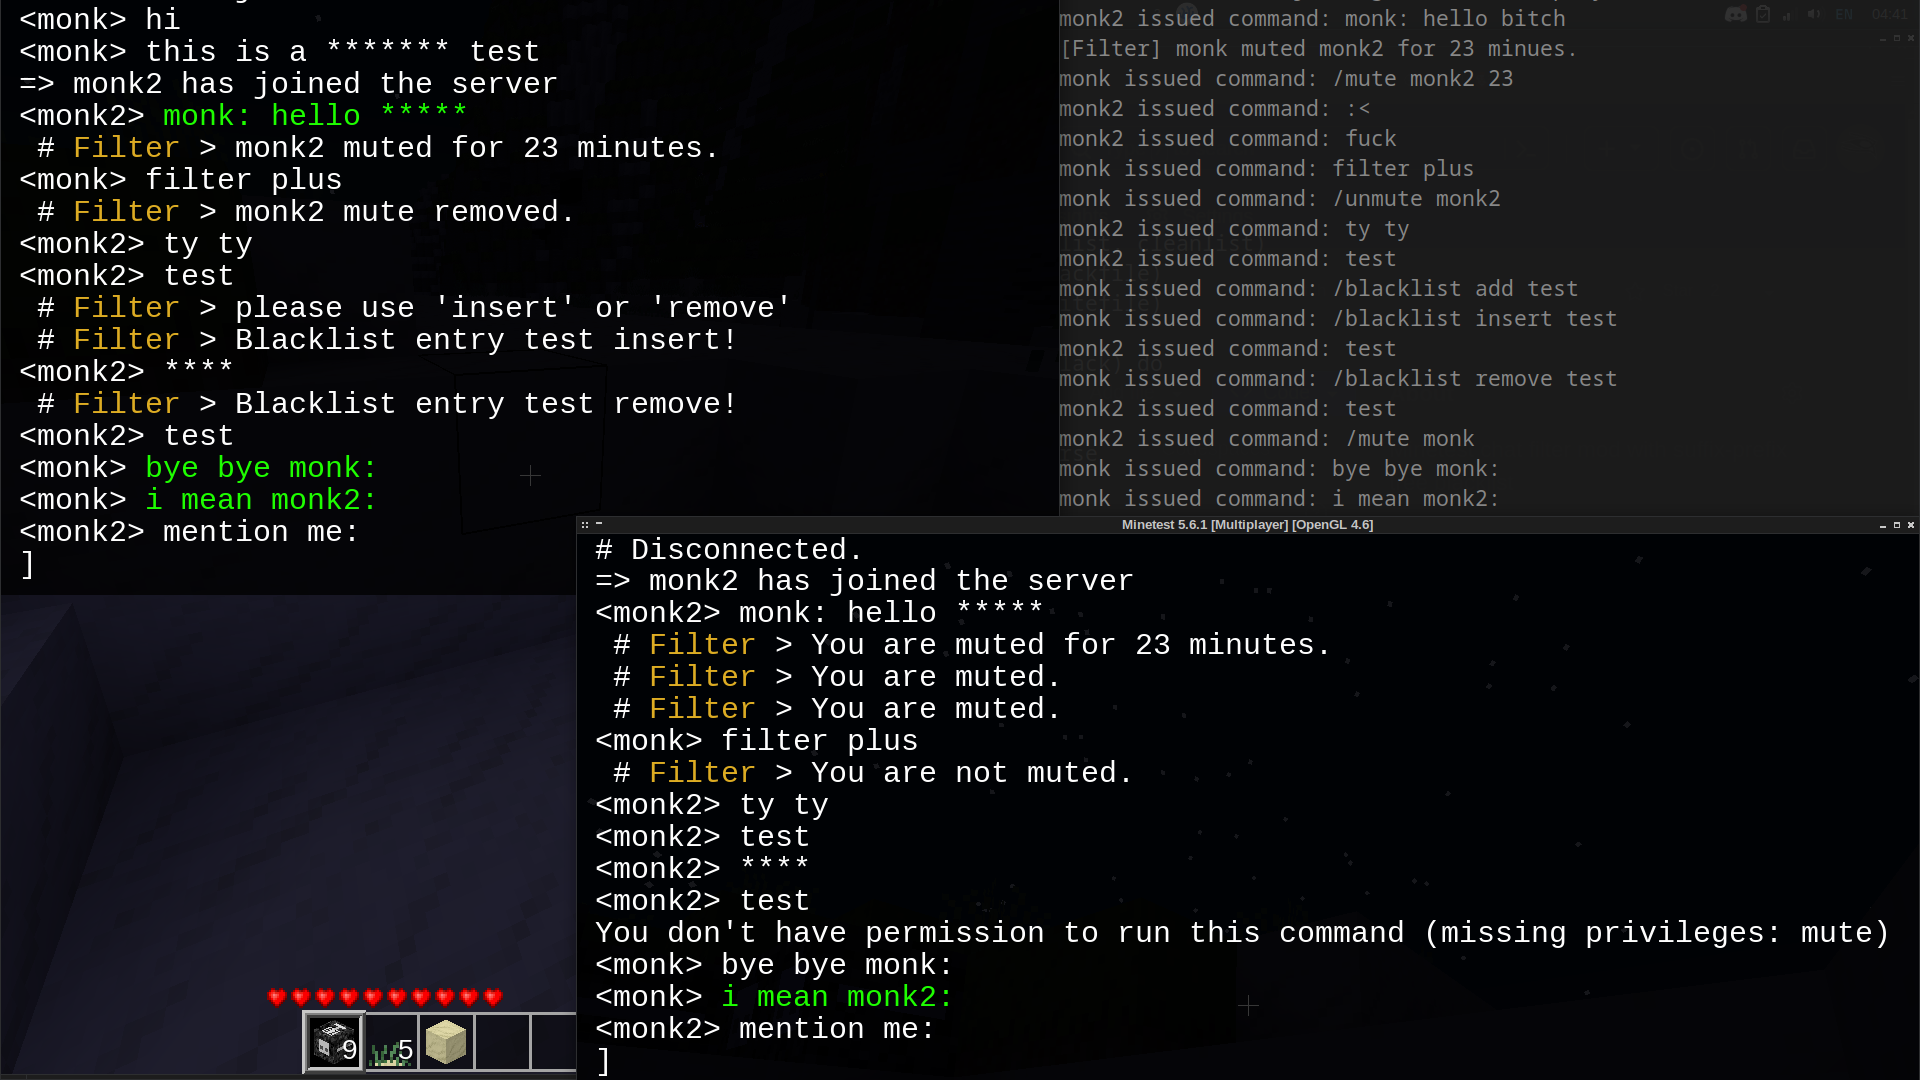 <monk> hi
<monk> this is a ******* test
=> monk2 has joined the server
<monk2> monk: hello *****
# Filter > monk2 muted for 23 minutes.
<monk> filter plus
# Filter > monk2 mute removed.
<monk2> ty ty
<monk2> test
# Filter > please use 'insert' or 'remove'
# Filter > Blacklist entry test insert!
<monk2> ****
# Filter > Blacklist entry test remove!
<monk2> test
<monk> bye bye monk:
<monk> i mean monk2:
<monk2> mention me:
]
monk2 issued command: monk: hello bitch
[Filter] monk muted monk2 for 23 minues.
monk issued command: /mute monk2 23
monk2 issued command: :<
monk2 issued command: fuck
monk issued command: filter plus
monk issued command: /unmute monk2
monk2 issued command: ty ty
monk2 issued command: test
monk issued command: /blacklist add test
monk issued command: /blacklist insert test
monk2 issued command: test
monk issued command: /blacklist remove test
monk2 issued command: test
monk2 issued command: /mute monk
monk issued command: bye bye monk:
monk issued command: i mean monk2:
EN 04:41
Minetest 5.6.1 [Multiplayer] [OpenGL 4.6]
# Disconnected.
=> monk2 has joined the server
<monk2> monk: hello *****
# Filter > You are muted for 23 minutes.
# Filter > You are muted.
# Filter > You are muted.
<monk> filter plus
# Filter > You are not muted.
<monk2> ty ty
<monk2> test
<monk2> ****
<monk2> test
You don't have permission to run this command (missing privileges: mute)
<monk> bye bye monk:
<monk> i mean monk2:
<monk2> mention me:
]
9
5